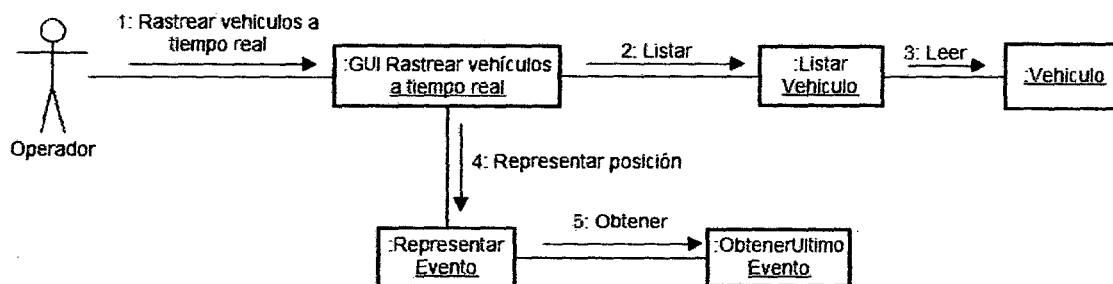 1: Rastrear vehiculos a
tiempo real
Operador
:GUI Rastrear vehículos
a tiempo real
2: Listar
:Listar
Vehiculo
3: Leer
:Vehiculo
4: Representar posición
:Representar
Evento
5: Obtener
:ObtenerUltimo
Evento